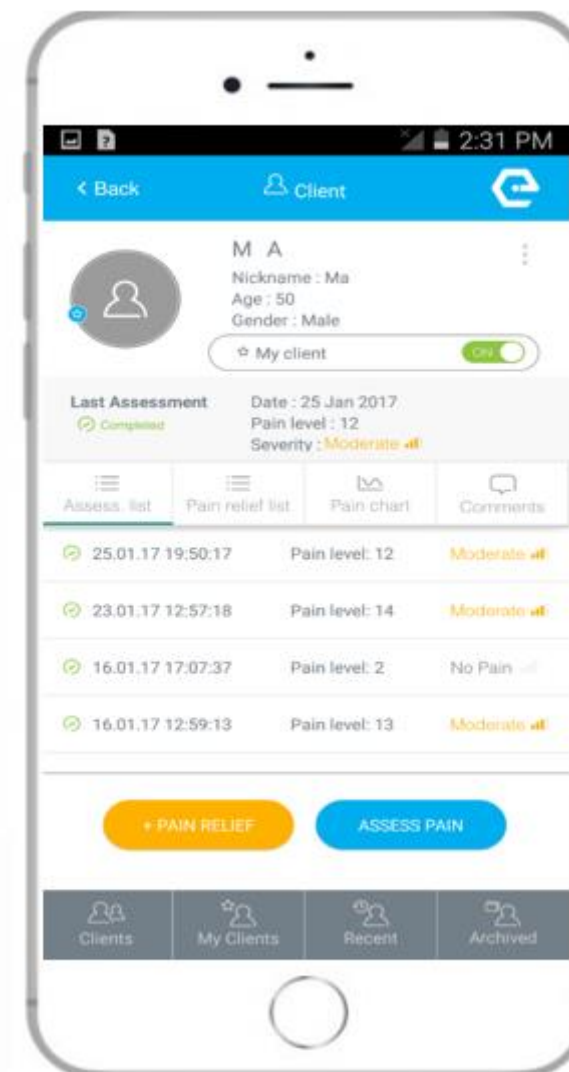 2:31 PM
< Back
Client
M A
Nickname : Ma
Age : 50
Gender : Male
My client
ON
Last Assessment
Completed
Date : 25 Jan 2017
Pain level : 12
Severity : Moderate
Assess. list
Pain relief list
Pain chart
Comments
25.01.17 19:50:17 Pain level: 12 Moderate
23.01.17 12:57:18 Pain level: 14 Moderate
16.01.17 17:07:37 Pain level: 2 No Pain
16.01.17 12:59:13 Pain level: 13 Moderate
+ PAIN RELIEF
ASSESS PAIN
Clients
My Clients
Recent
Archived